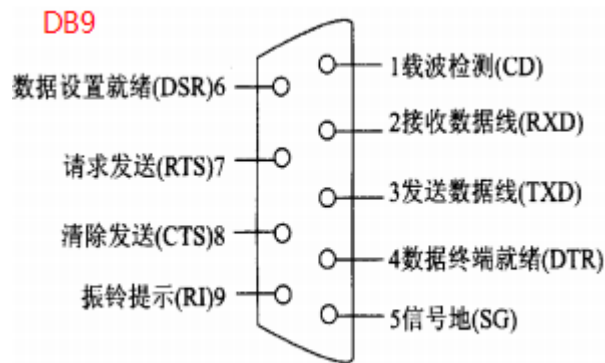 DB9
1载波检测(CD)
数据设置就绪(DSR)6
2接收数据线(RXD)
请求发送(RTS)7
3发送数据线(TXD)
清除发送(CTS)8
4数据终端就绪(DTR)
振铃提示(RI)9
5信号地(SG)